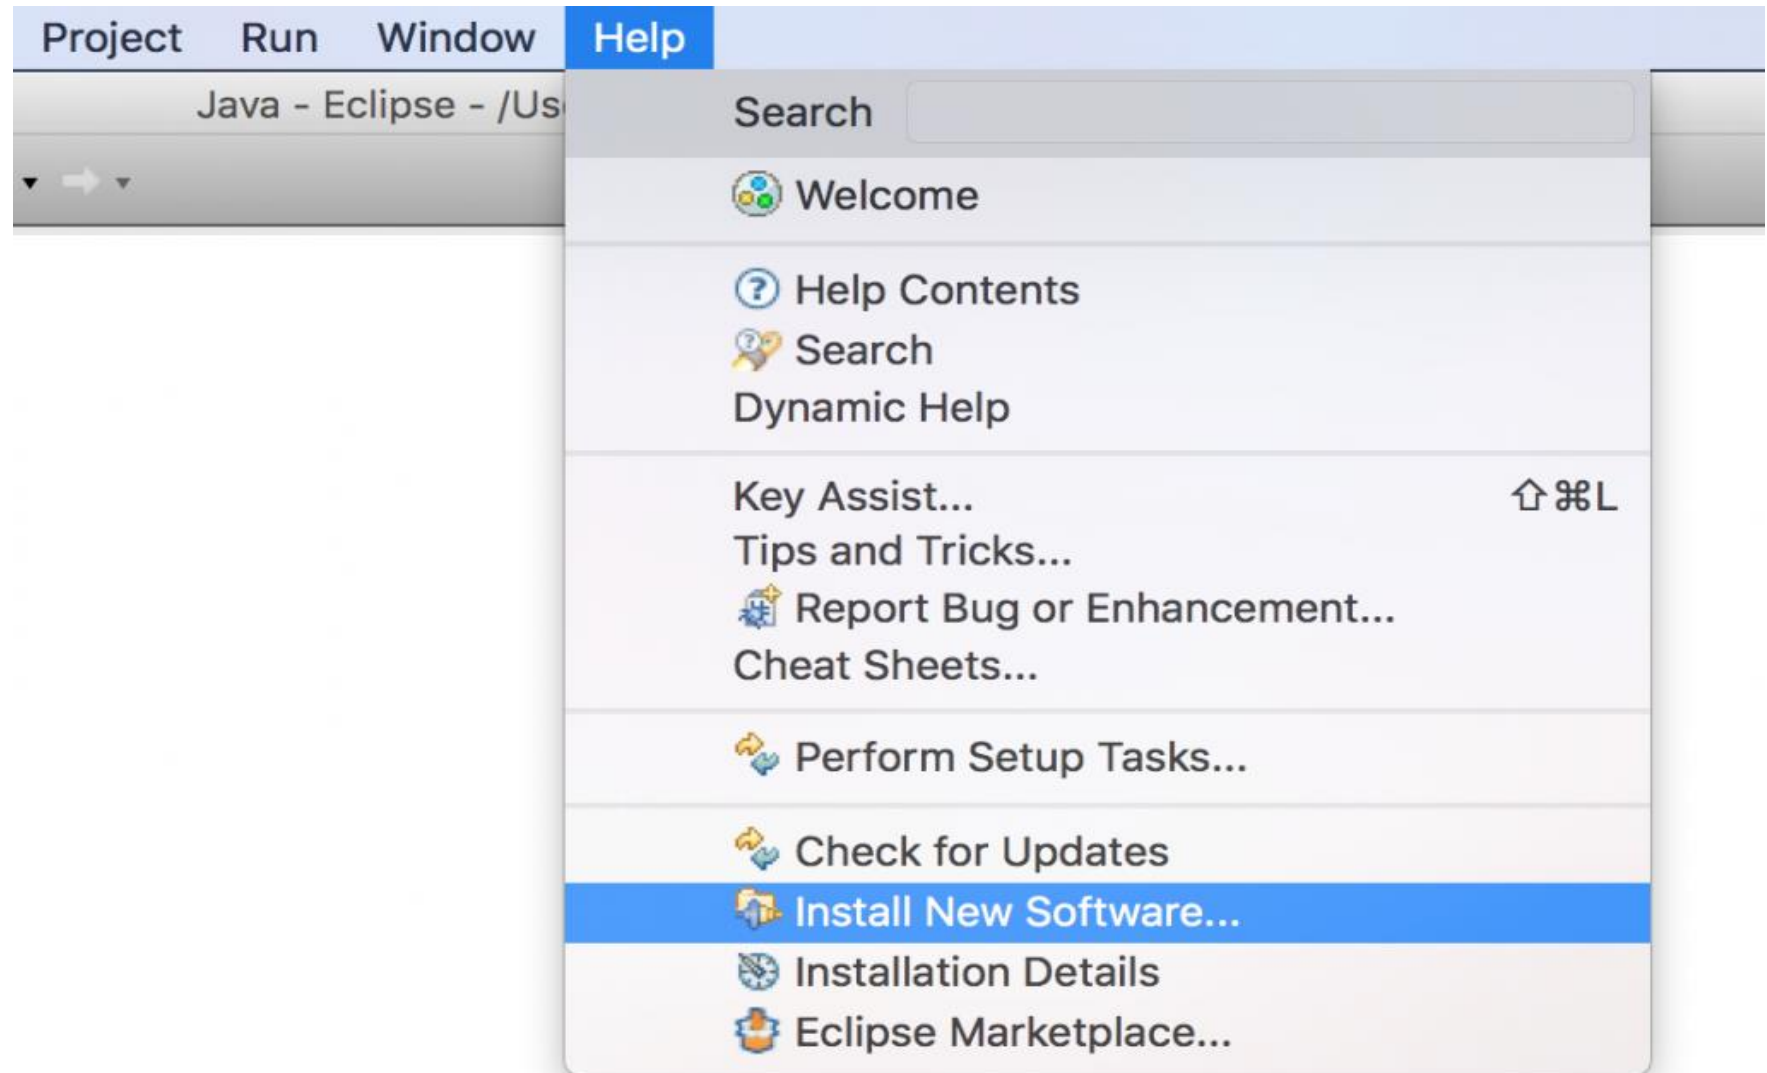 Project Run Window Help
Java - Eclipse - /Us
Search
Welcome
Help Contents
Search
Dynamic Help
Key Assist... ⇧⌘L
Tips and Tricks...
Report Bug or Enhancement...
Cheat Sheets...
Perform Setup Tasks...
Check for Updates
Install New Software...
Installation Details
Eclipse Marketplace...